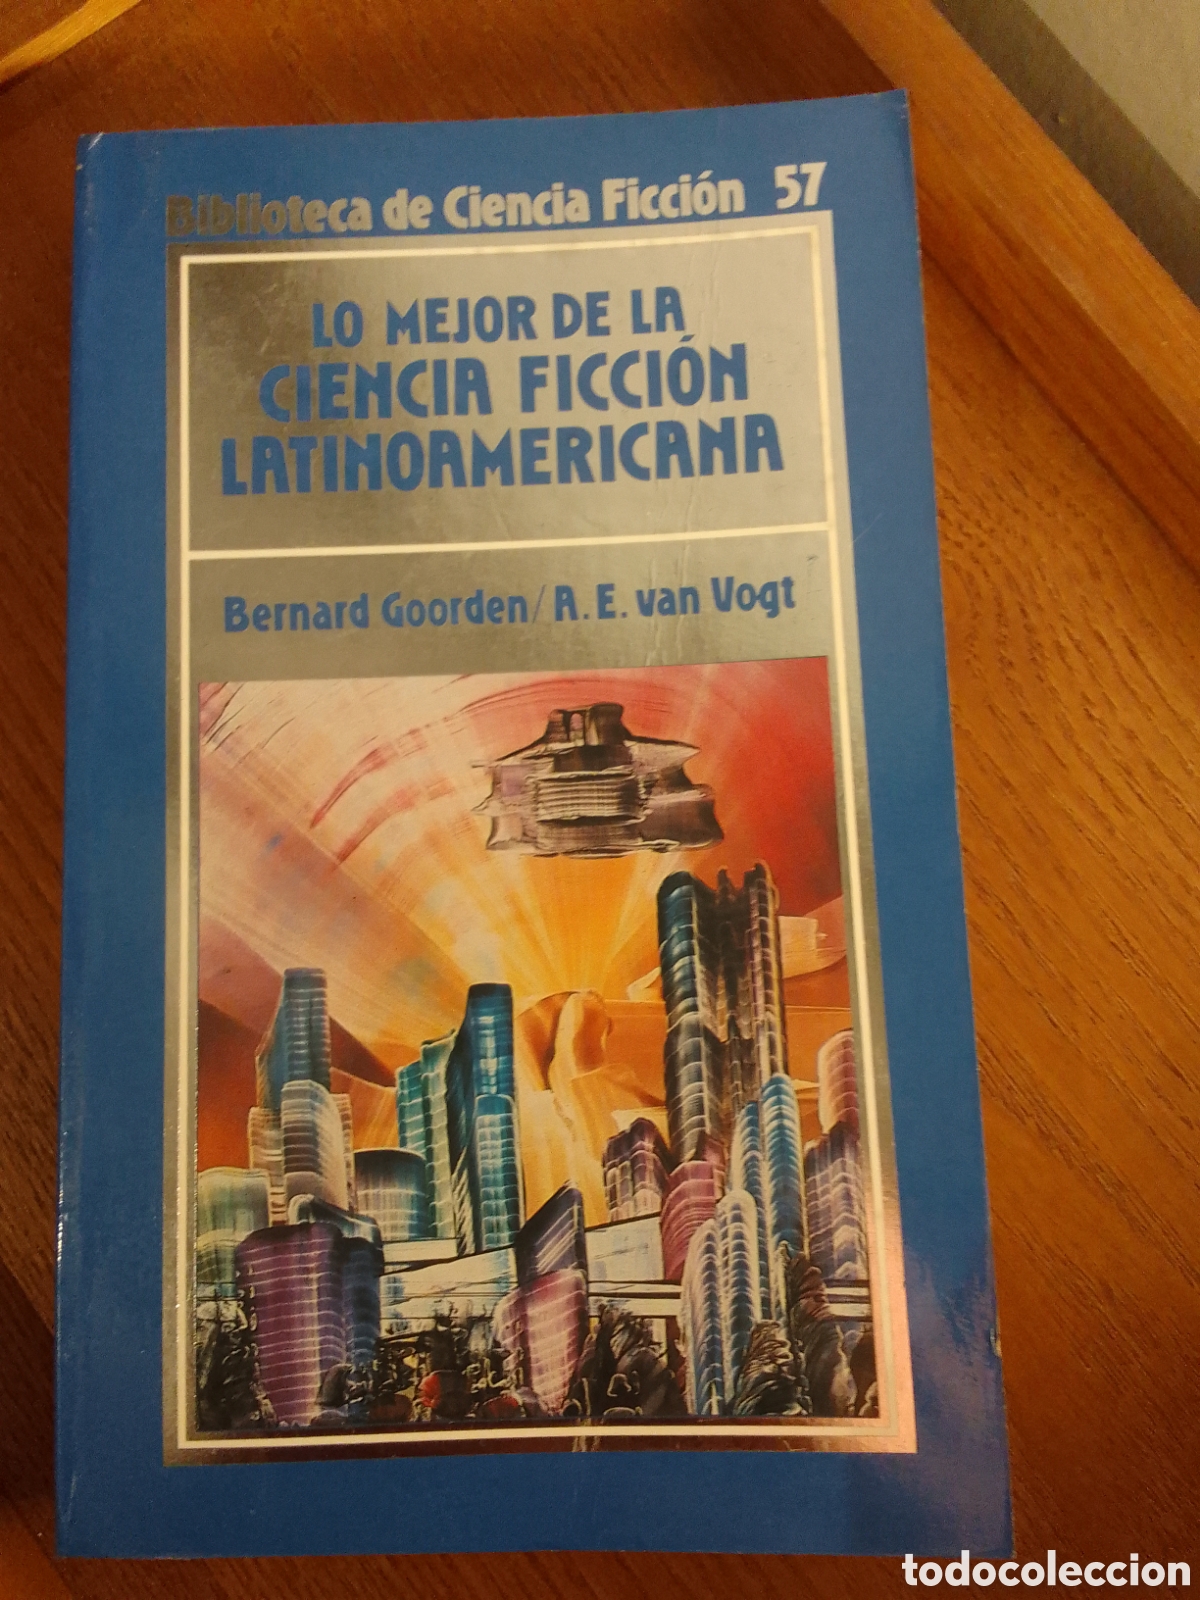 Biblioteca de Ciencia Ficción 57
LO MEJOR DE LA
CIENCIA FICCIÓN
LATINOAMERICANA
Bernard Goorden/A. E. van Vogt
todocoleccion